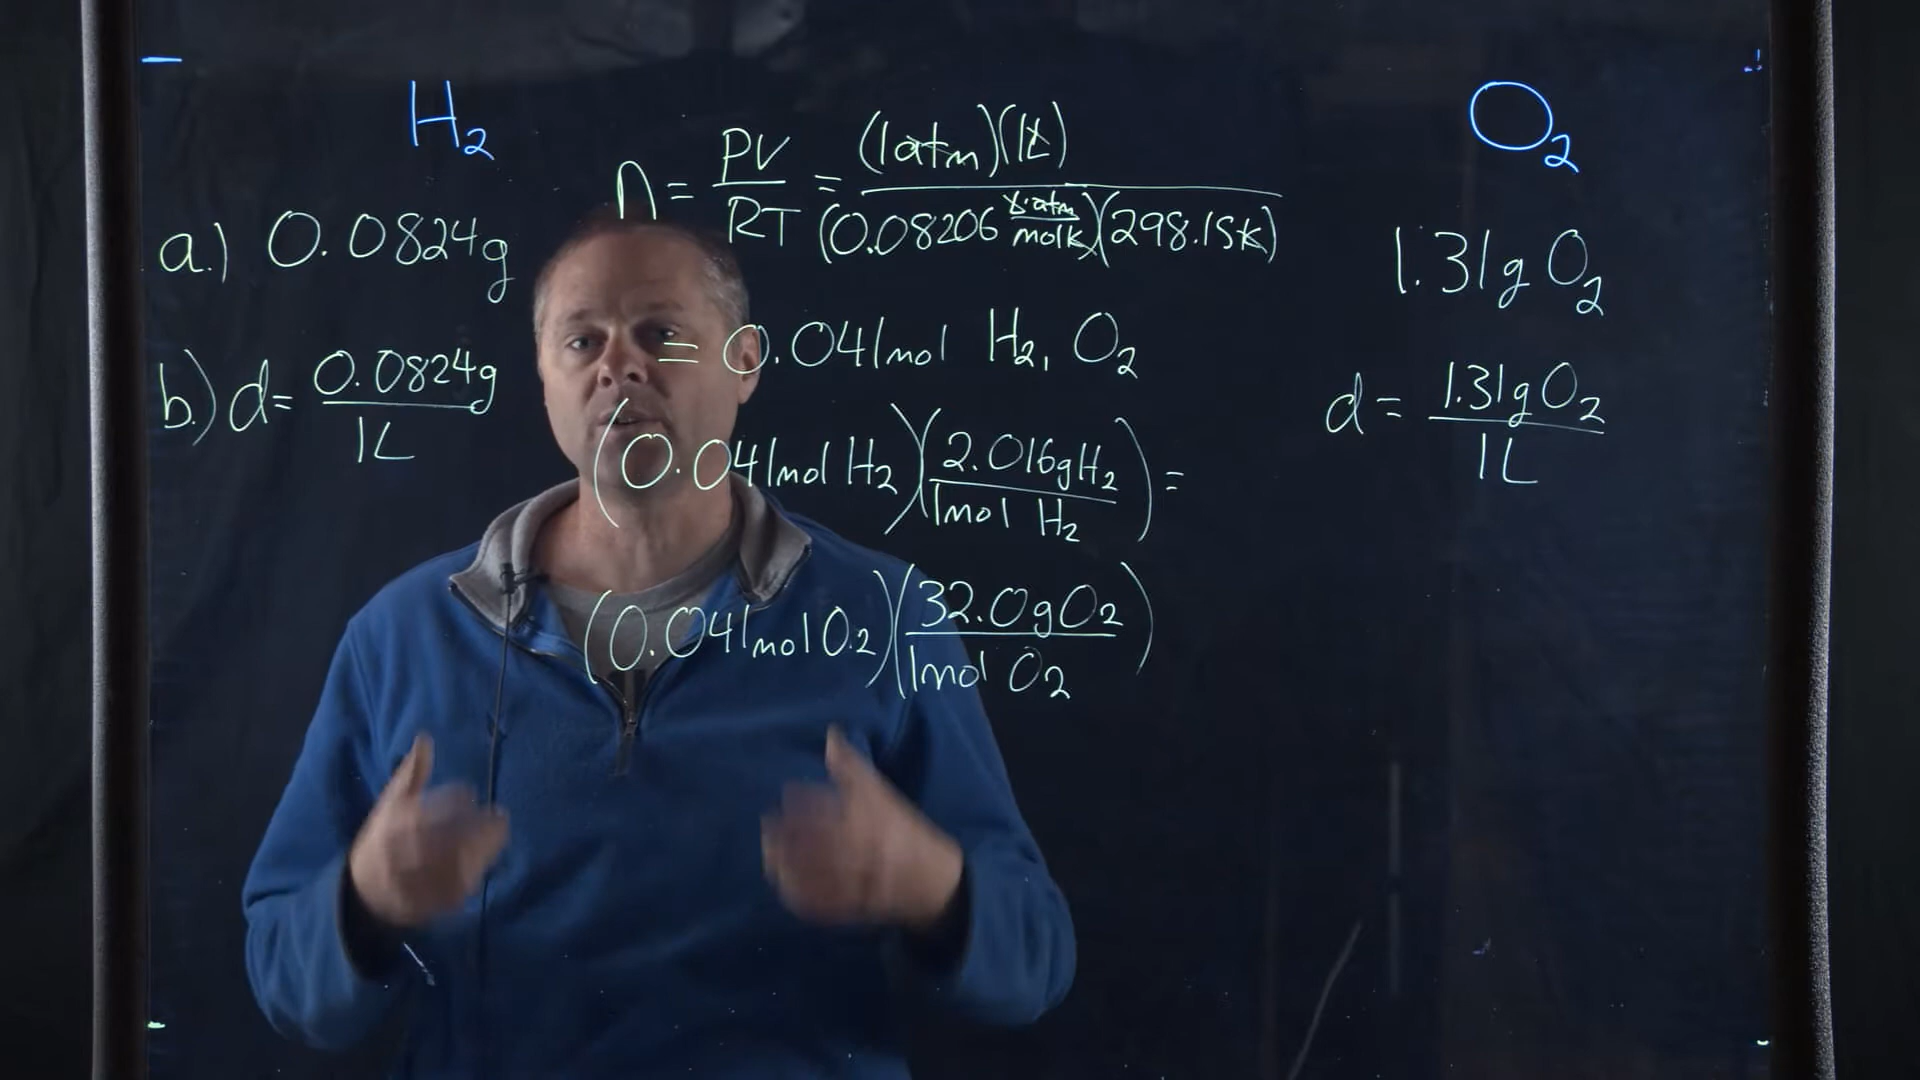 H₂
a.) 0.0824g
b.) d = 0.0824g / 1L
n = PV / RT = (1atm)(1L) / (0.08206 L·atm / mol K)(298.15K)
= 0.041mol H₂, O₂
(0.041mol H₂)(2.016g H₂ / 1mol H₂) =
(0.041mol O₂)(32.0g O₂ / 1mol O₂)
O₂
1.31g O₂
d = 1.31g O₂ / 1L